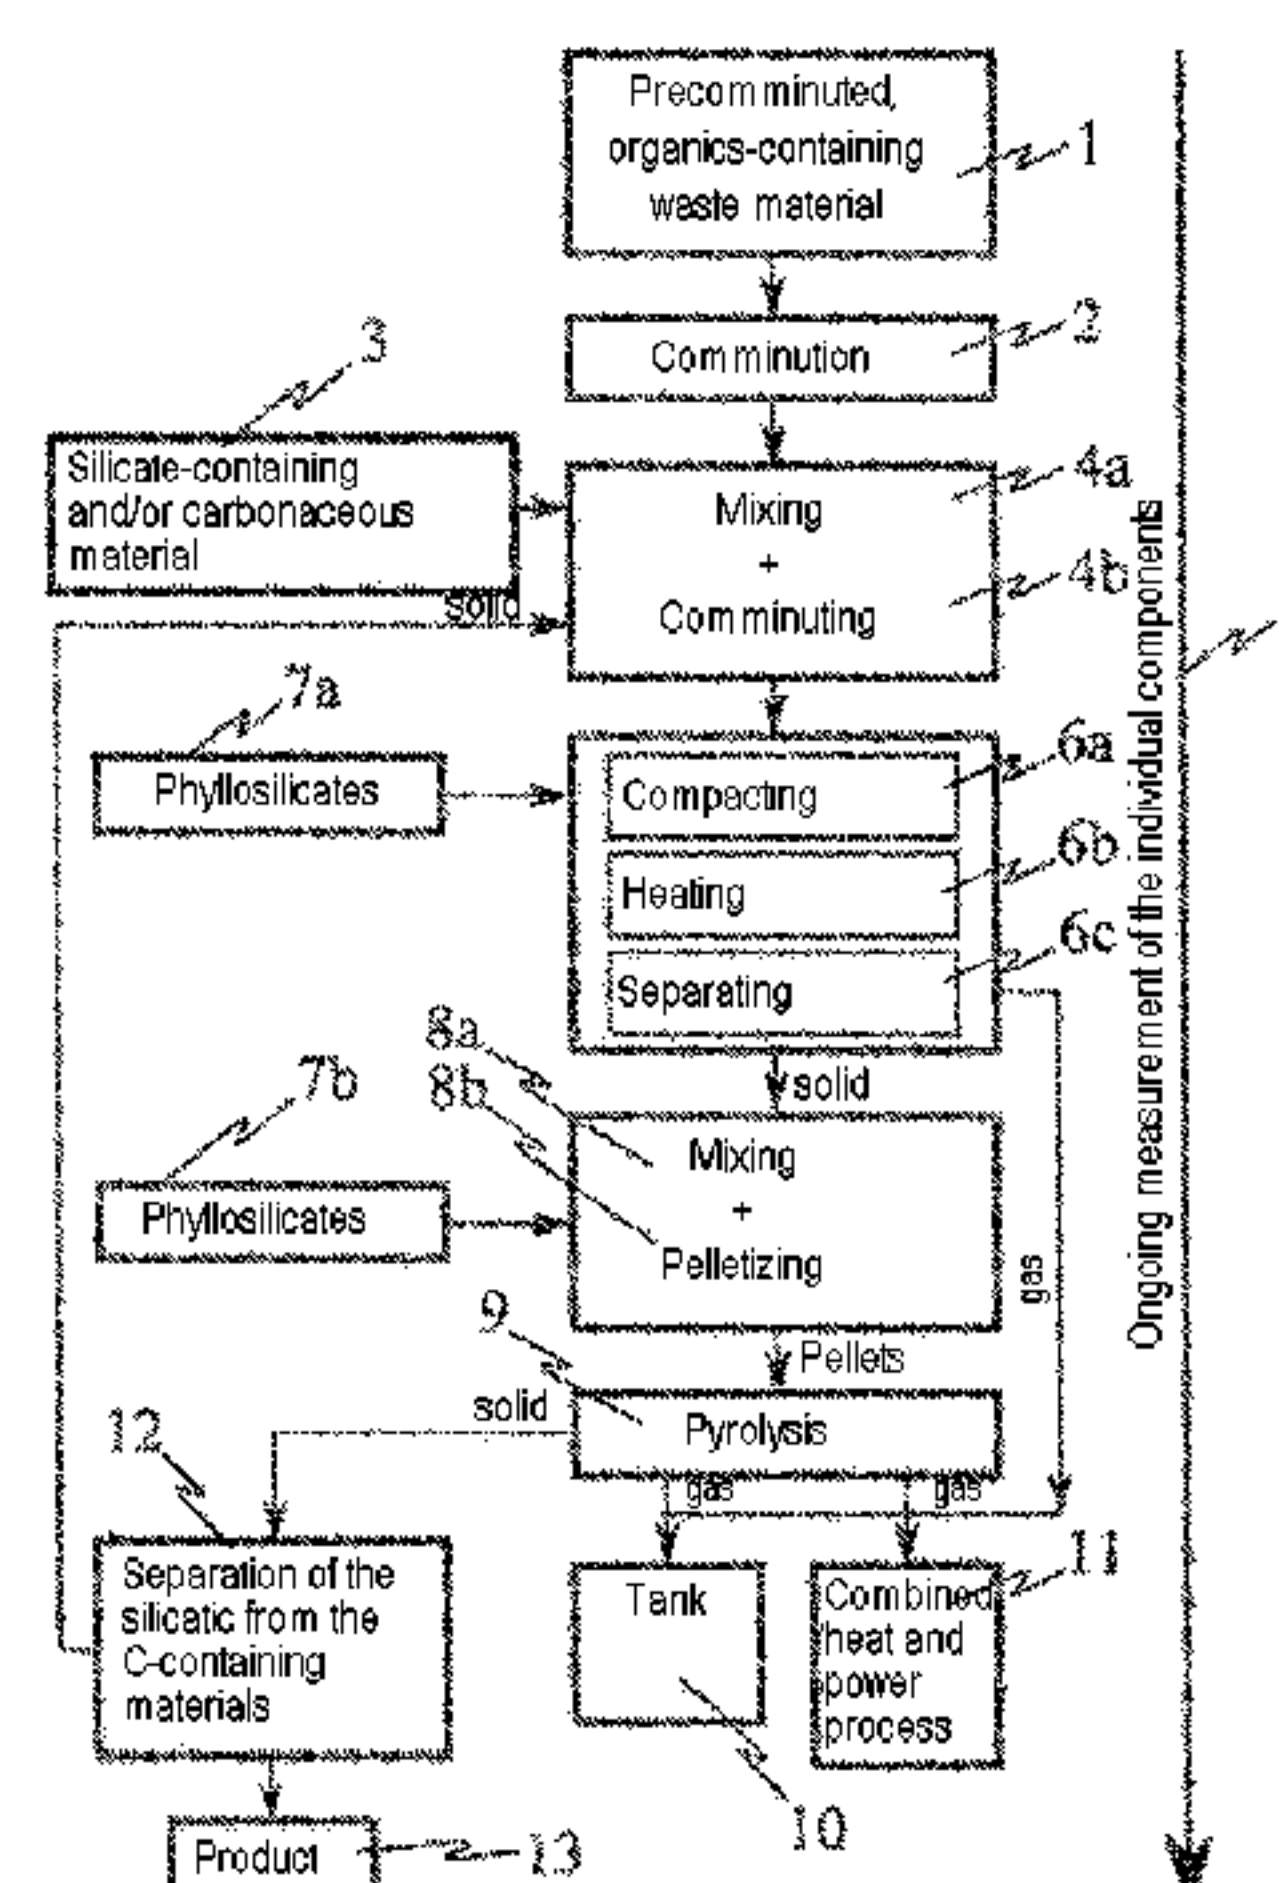 Precomminuted,
organics-containing
waste material
1
Comminution
2
3
Silicate-containing
and/or carbonaceous
material
Mixing
+
Comminuting
4a
4b
solid
7a
Phyllosilicates
Compacting
6a
Heating
6b
Separating
6c
solid
8a
8b
7b
Phyllosilicates
Mixing
+
Pelletizing
gas
Ongoing measurement of the individual components
Pellets
9
Pyrolysis
solid
gas
gas
12
Separation of the
silicatic from the
C-containing
materials
Tank
10
Combined
heat and
power
process
11
Product
13